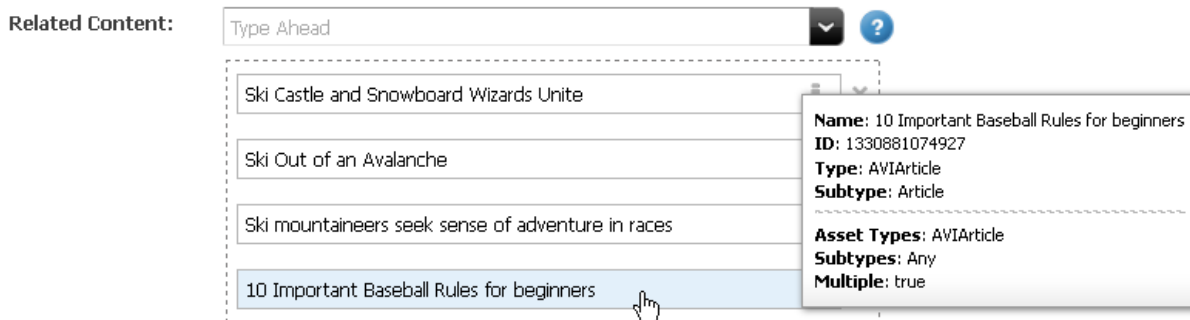 Related Content:
Type Ahead
?
Ski Castle and Snowboard Wizards Unite
Ski Out of an Avalanche
Ski mountaineers seek sense of adventure in races
10 Important Baseball Rules for beginners
Name: 10 Important Baseball Rules for beginners
ID: 1330881074927
Type: AVIArticle
Subtype: Article
Asset Types: AVIArticle
Subtypes: Any
Multiple: true